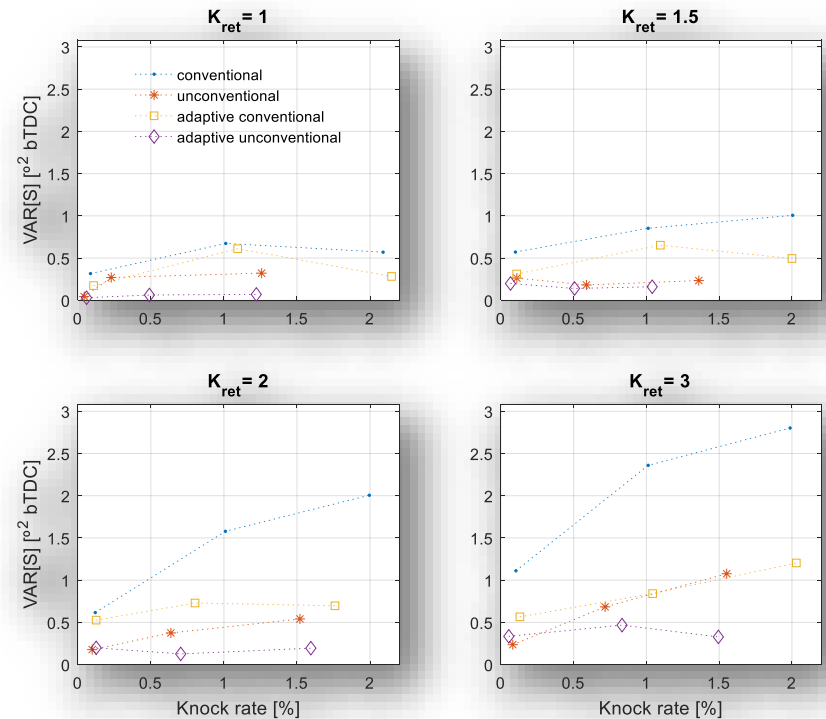 K_ret= 1
3
2.5
2
1.5
1
0.5
0
VAR[S] [º² bTDC]
conventional
unconventional
adaptive conventional
adaptive unconventional
0 0.5 1 1.5 2
K_ret= 1.5
3
2.5
2
1.5
1
0.5
0
0 0.5 1 1.5 2
K_ret= 2
3
2.5
2
1.5
1
0.5
0
VAR[S] [º² bTDC]
0 0.5 1 1.5 2
Knock rate [%]
K_ret= 3
3
2.5
2
1.5
1
0.5
0
0 0.5 1 1.5 2
Knock rate [%]